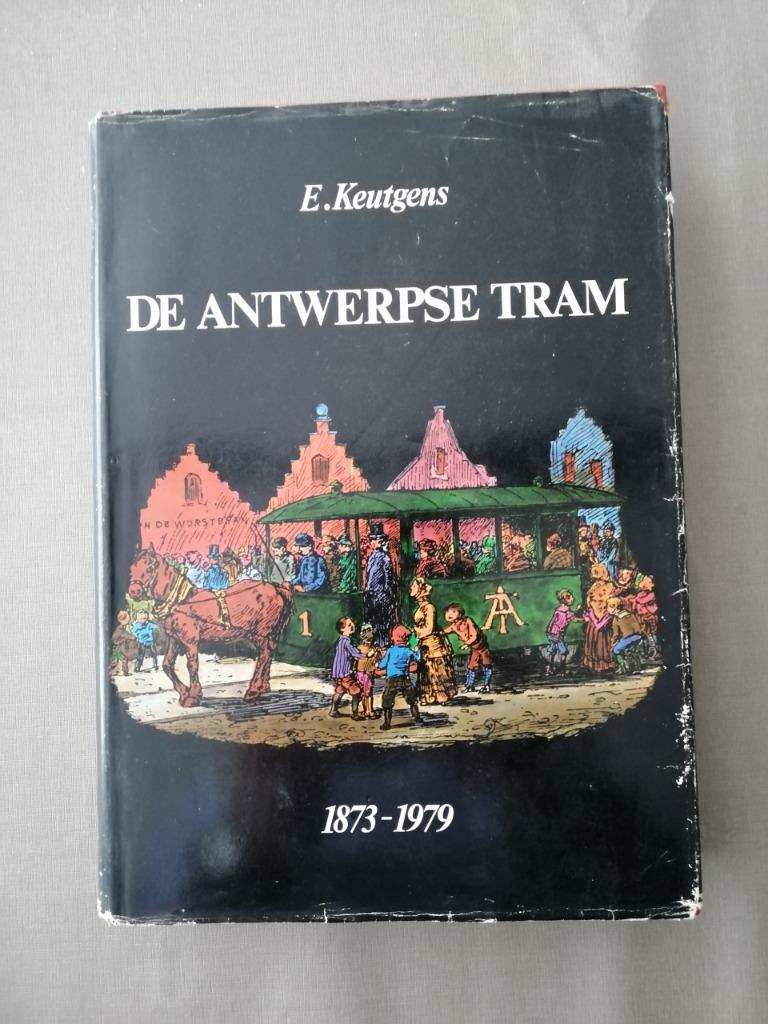 E. Keutgens
DE ANTWERPSE TRAM
1
1873-1979